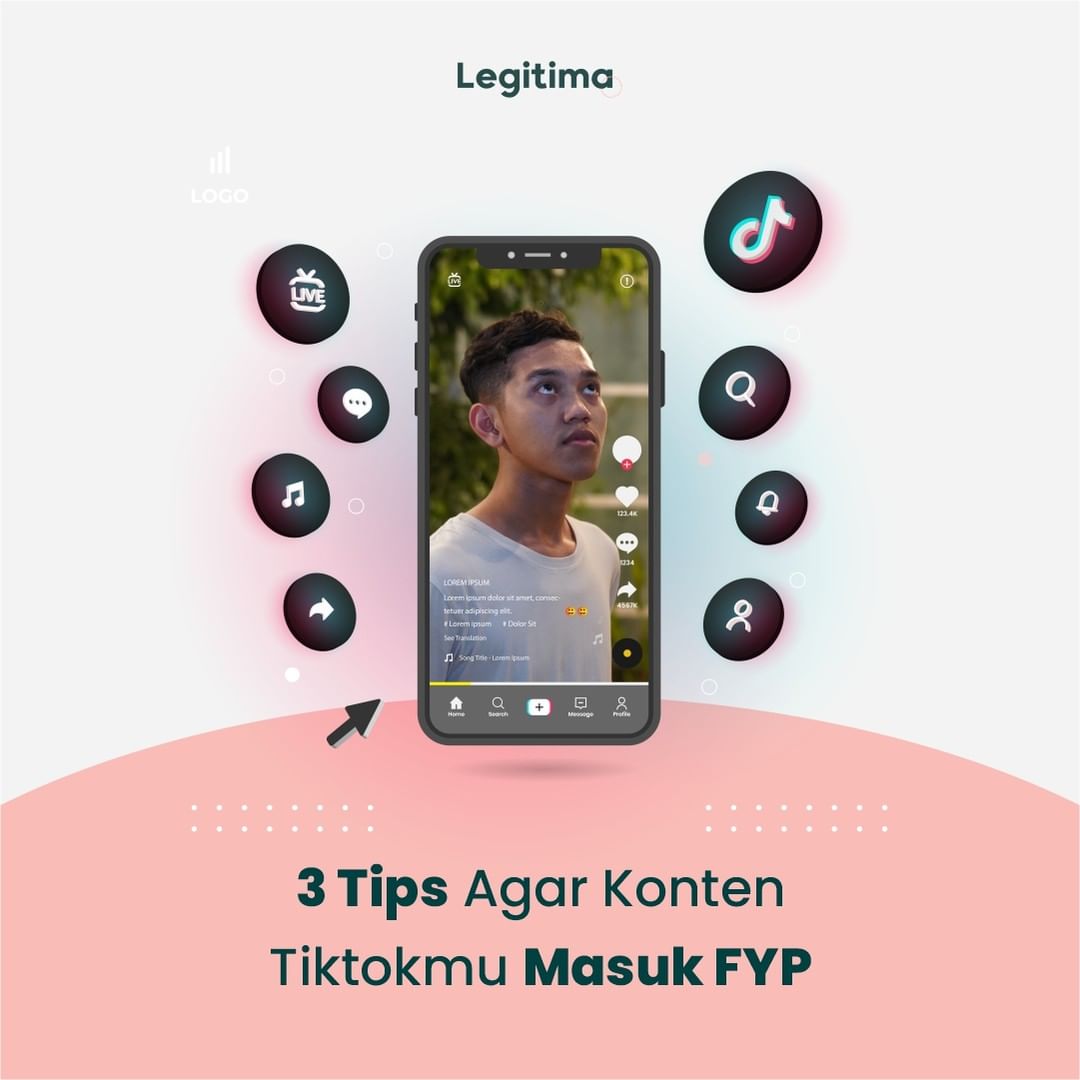 Legitima
LOGO
LIVE
LIVE
123.4K
1234
4567K
LOREM IPSUM
Lorem ipsum dolor sit amet, consec-
tetuer adipiscing elit.
# Lorem ipsum # Dolor Sit
See Translation
Song Title - Lorem Ipsum
Home Search Message Profile
3 Tips Agar Konten
Tiktokmu Masuk FYP